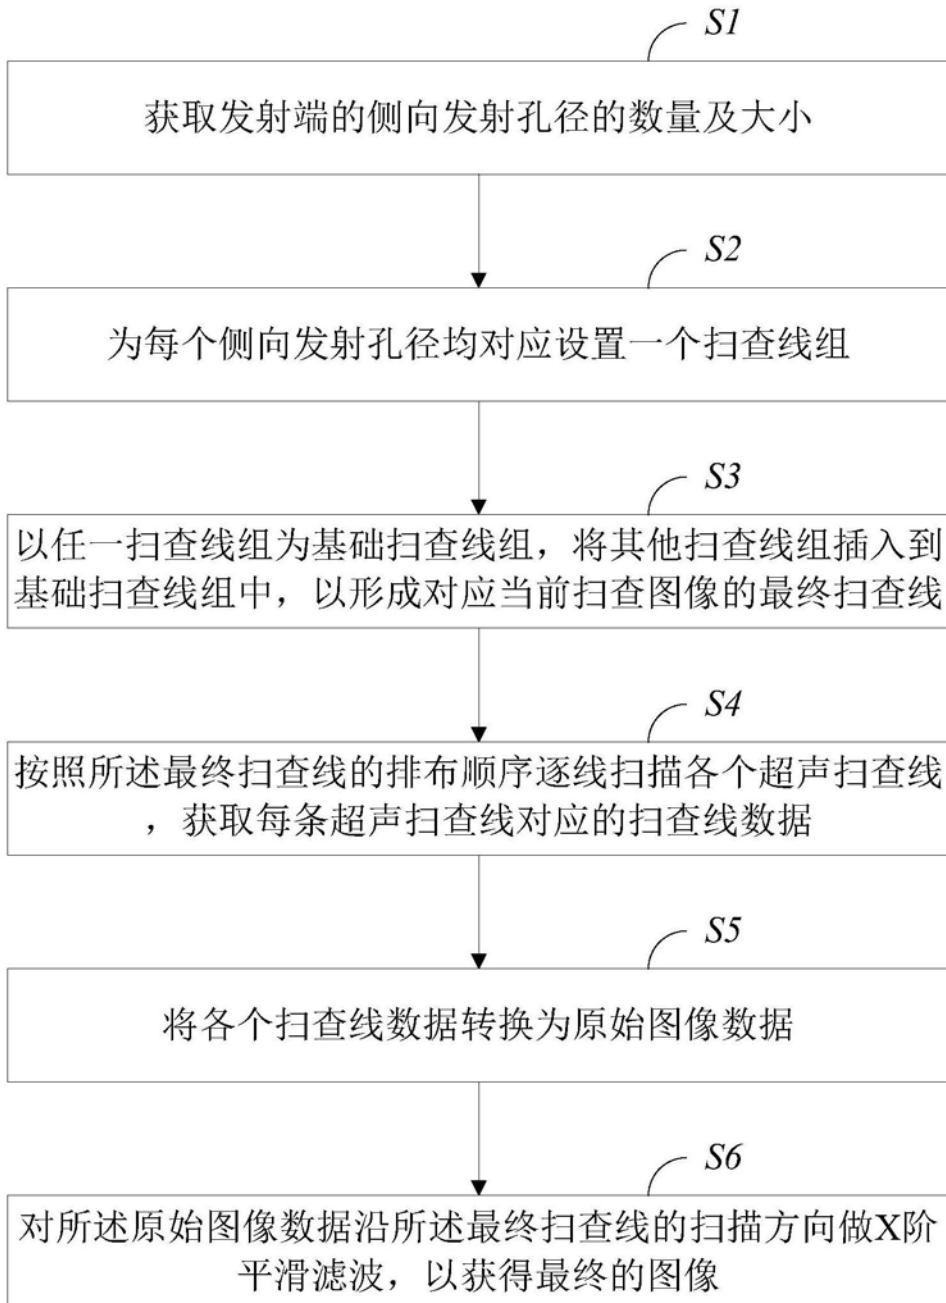 S1
获取发射端的侧向发射孔径的数量及大小
S2
为每个侧向发射孔径均对应设置一个扫查线组
S3
以任一扫查线组为基础扫查线组，将其他扫查线组插入到
基础扫查线组中，以形成对应当前扫查图像的最终扫查线
S4
按照所述最终扫查线的排布顺序逐线扫描各个超声扫查线
，获取每条超声扫查线对应的扫查线数据
S5
将各个扫查线数据转换为原始图像数据
S6
对所述原始图像数据沿所述最终扫查线的扫描方向做X阶
平滑滤波，以获得最终的图像